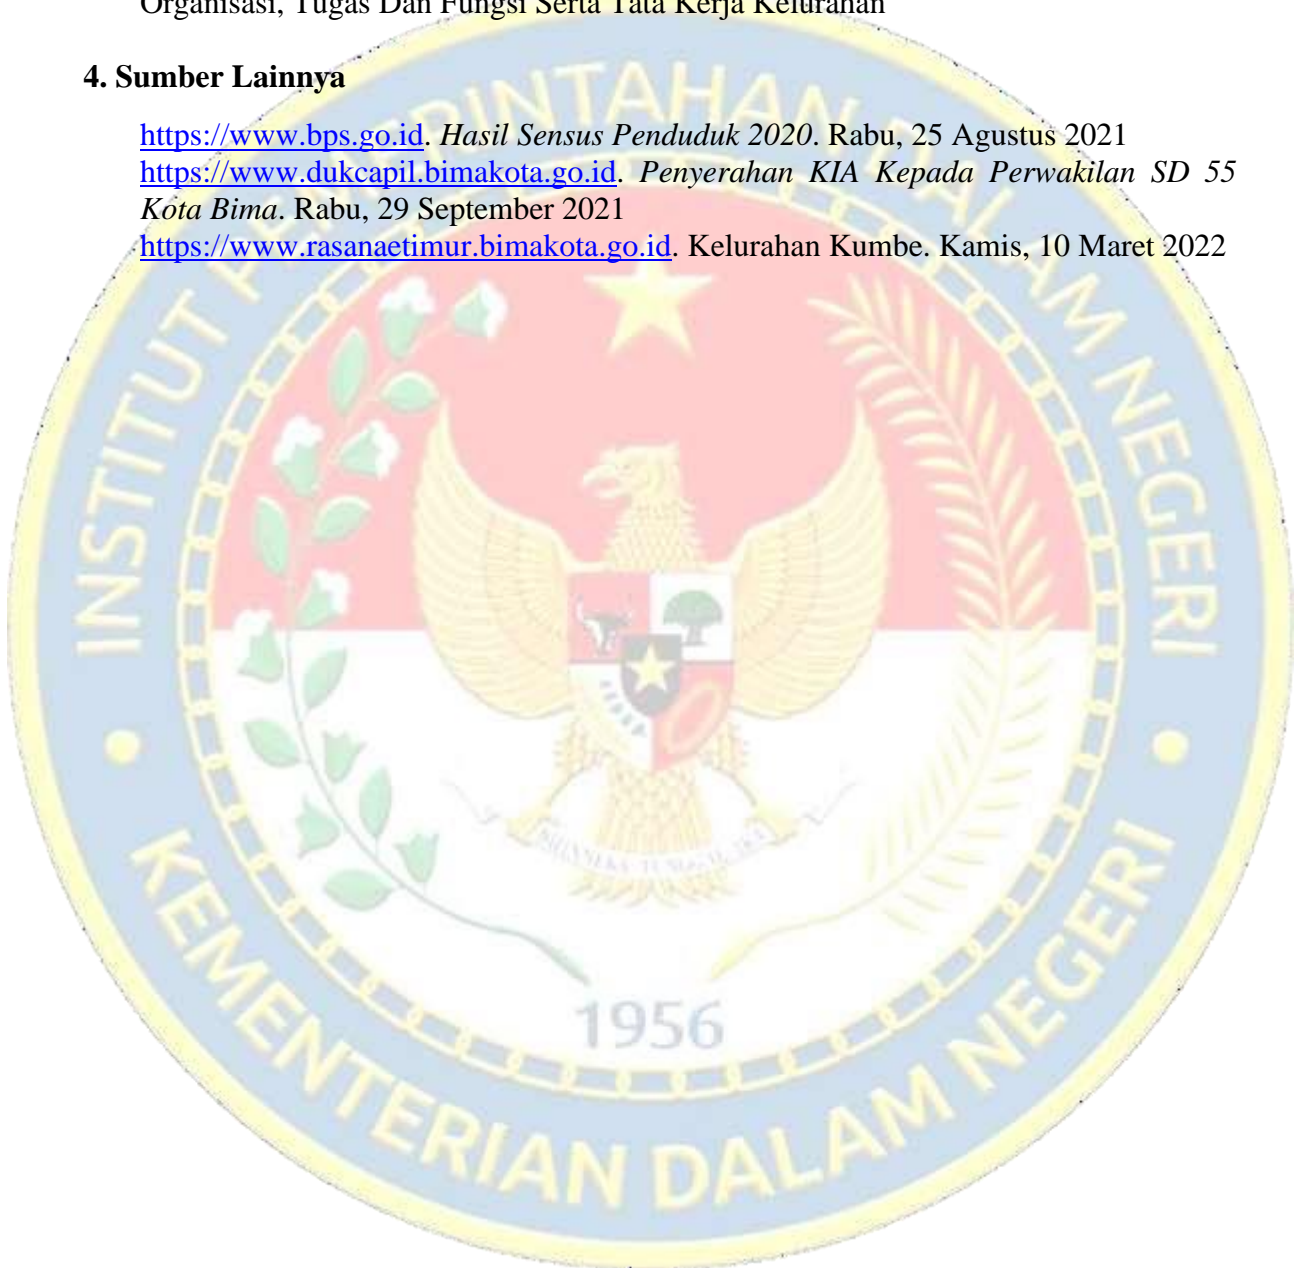 Organisasi, Tugas Dan Fungsi Serta Tata Kerja Kelurahan
4. Sumber Lainnya
https://www.bps.go.id. Hasil Sensus Penduduk 2020. Rabu, 25 Agustus 2021
https://www.dukcapil.bimakota.go.id. Penyerahan KIA Kepada Perwakilan SD 55
Kota Bima. Rabu, 29 September 2021
https://www.rasanaetimur.bimakota.go.id. Kelurahan Kumbe. Kamis, 10 Maret 2022
INSTITUT PEMERINTAHAN DALAM NEGERI
BHINNEKA TUNGGAL IKA
1956
KEMENTERIAN DALAM NEGERI